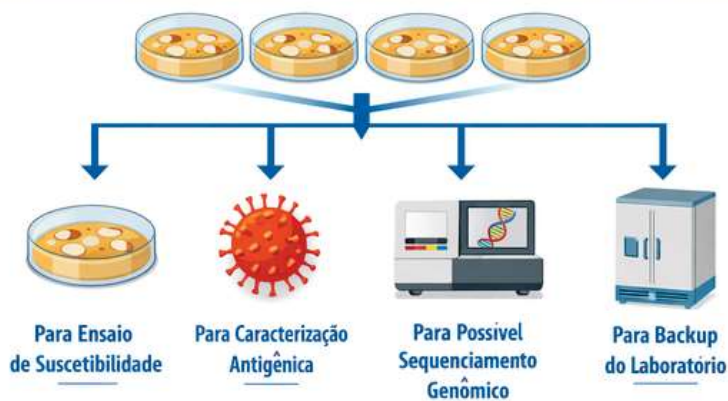 Para Ensaio
de Suscetibilidade
Para Caracterização
Antigênica
Para Possível
Sequenciamento
Genômico
Para Backup
do Laboratório